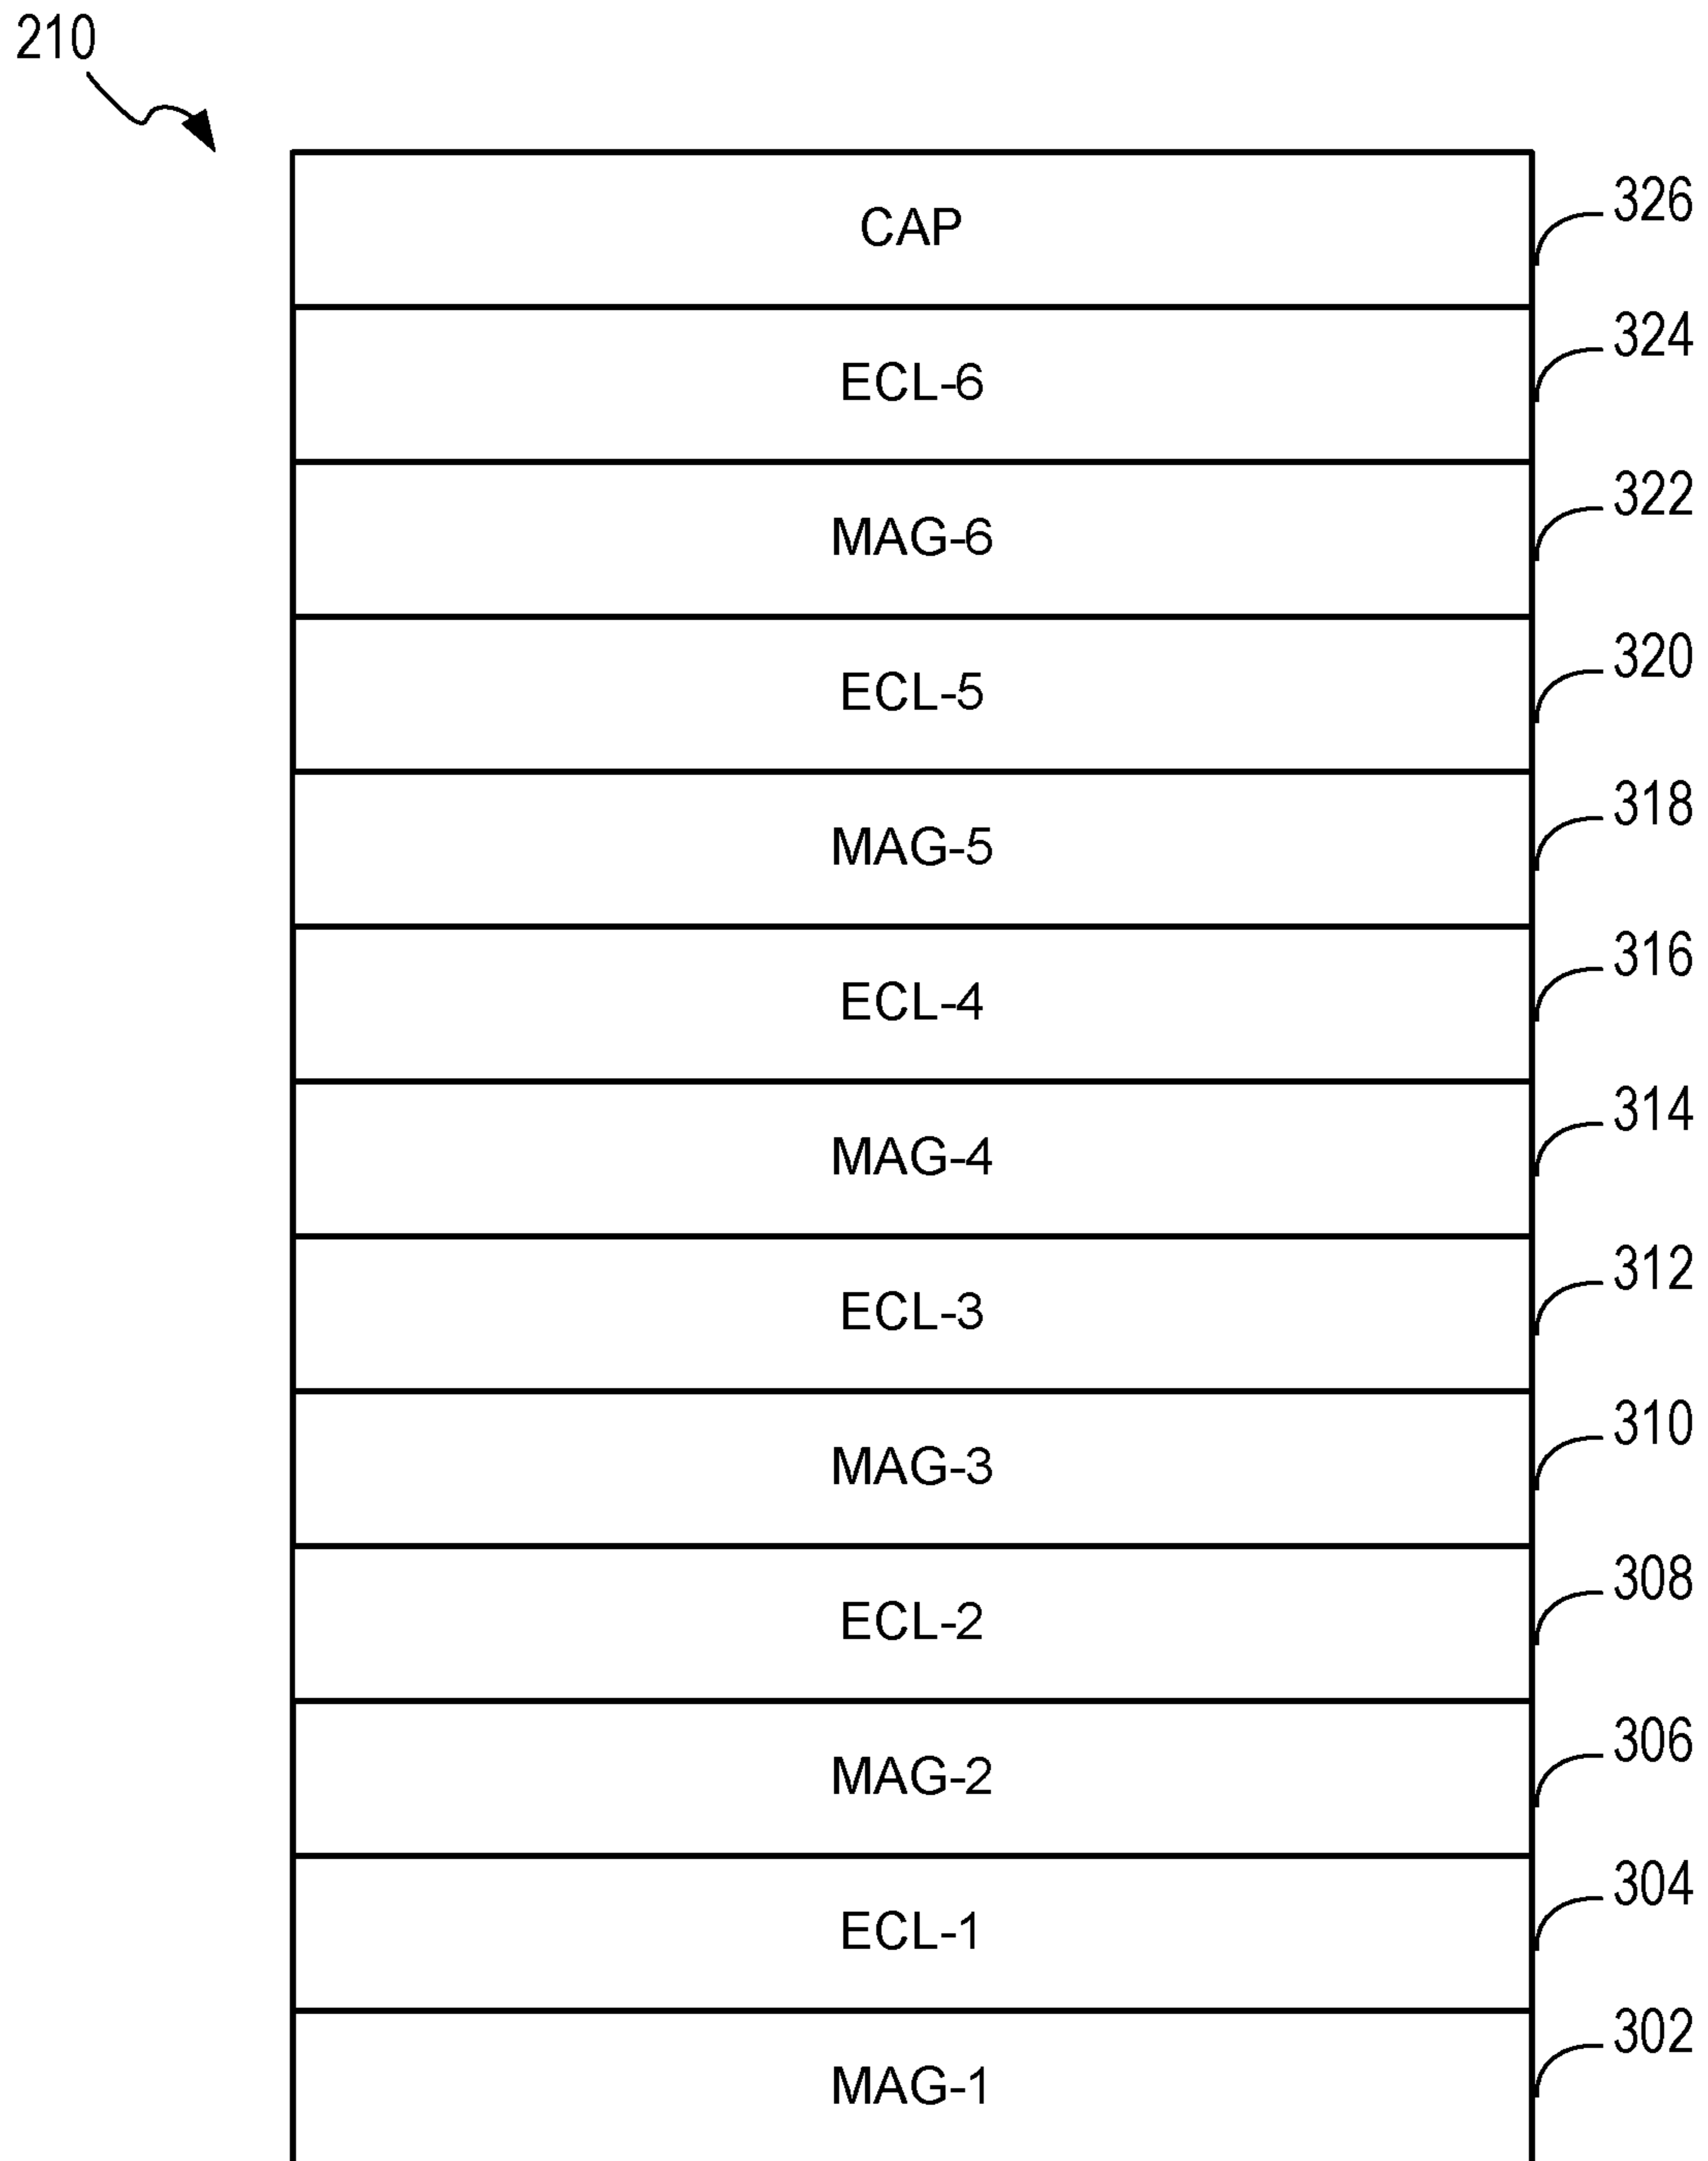 210
CAP 326
ECL-6 324
MAG-6 322
ECL-5 320
MAG-5 318
ECL-4 316
MAG-4 314
ECL-3 312
MAG-3 310
ECL-2 308
MAG-2 306
ECL-1 304
MAG-1 302